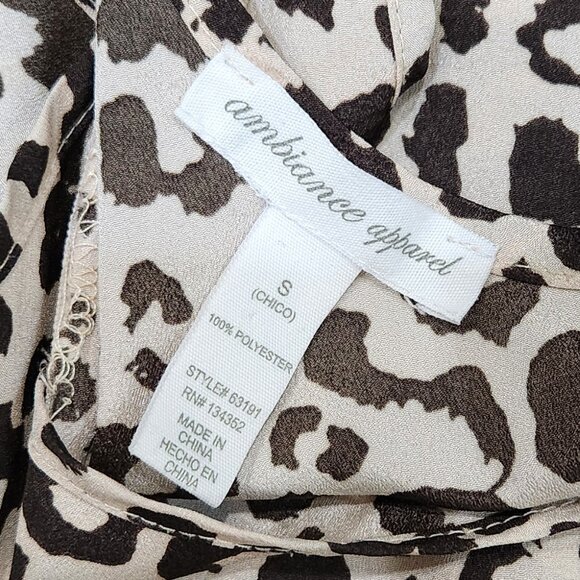 ambiance apparel
S
(CHICO)
100% POLYESTER
STYLE# 63191
RN# 134352
MADE IN
CHINA
HECHO EN
CHINA